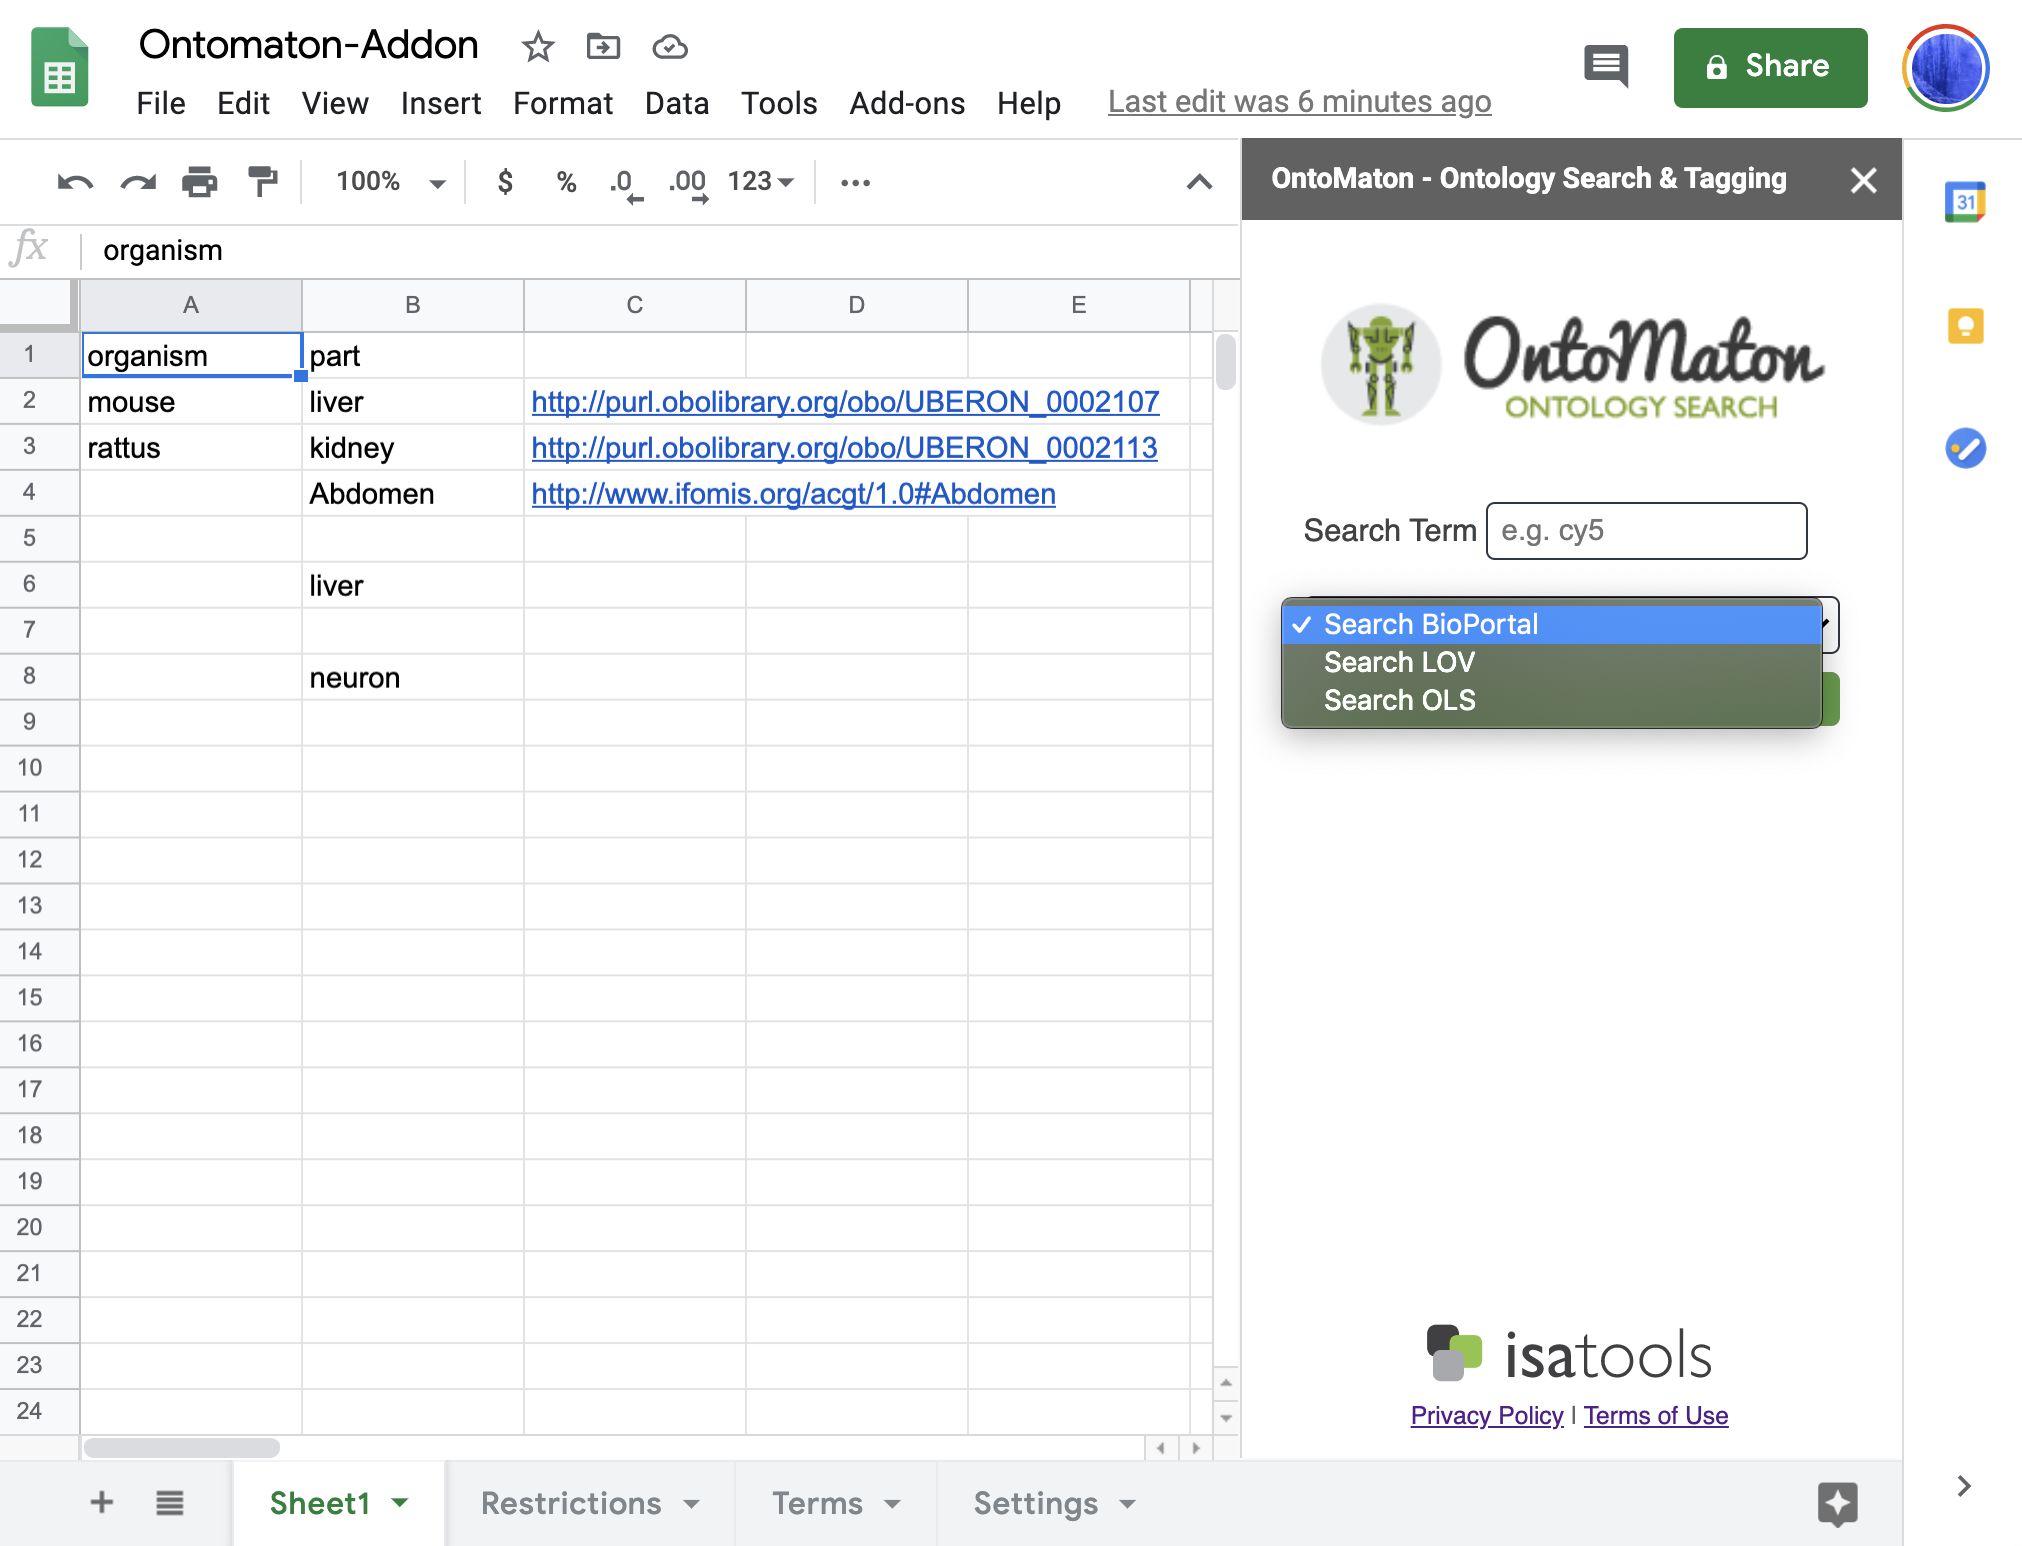 Ontomaton-Addon
File Edit View Insert Format Data Tools Add-ons Help Last edit was 6 minutes ago
Share
100% $ % .0 .00 123
OntoMaton - Ontology Search & Tagging
31
fx organism
A B C D E
1 organism part
2 mouse liver http://purl.obolibrary.org/obo/UBERON_0002107
3 rattus kidney http://purl.obolibrary.org/obo/UBERON_0002113
4 Abdomen http://www.ifomis.org/acgt/1.0#Abdomen
5
6 liver
7
8 neuron
9
10
11
12
13
14
15
16
17
18
19
20
21
22
23
24
OntoMaton
ONTOLOGY SEARCH
Search Term e.g. cy5
✓ Search BioPortal
Search LOV
Search OLS
isatools
Privacy Policy | Terms of Use
Sheet1 Restrictions Terms Settings